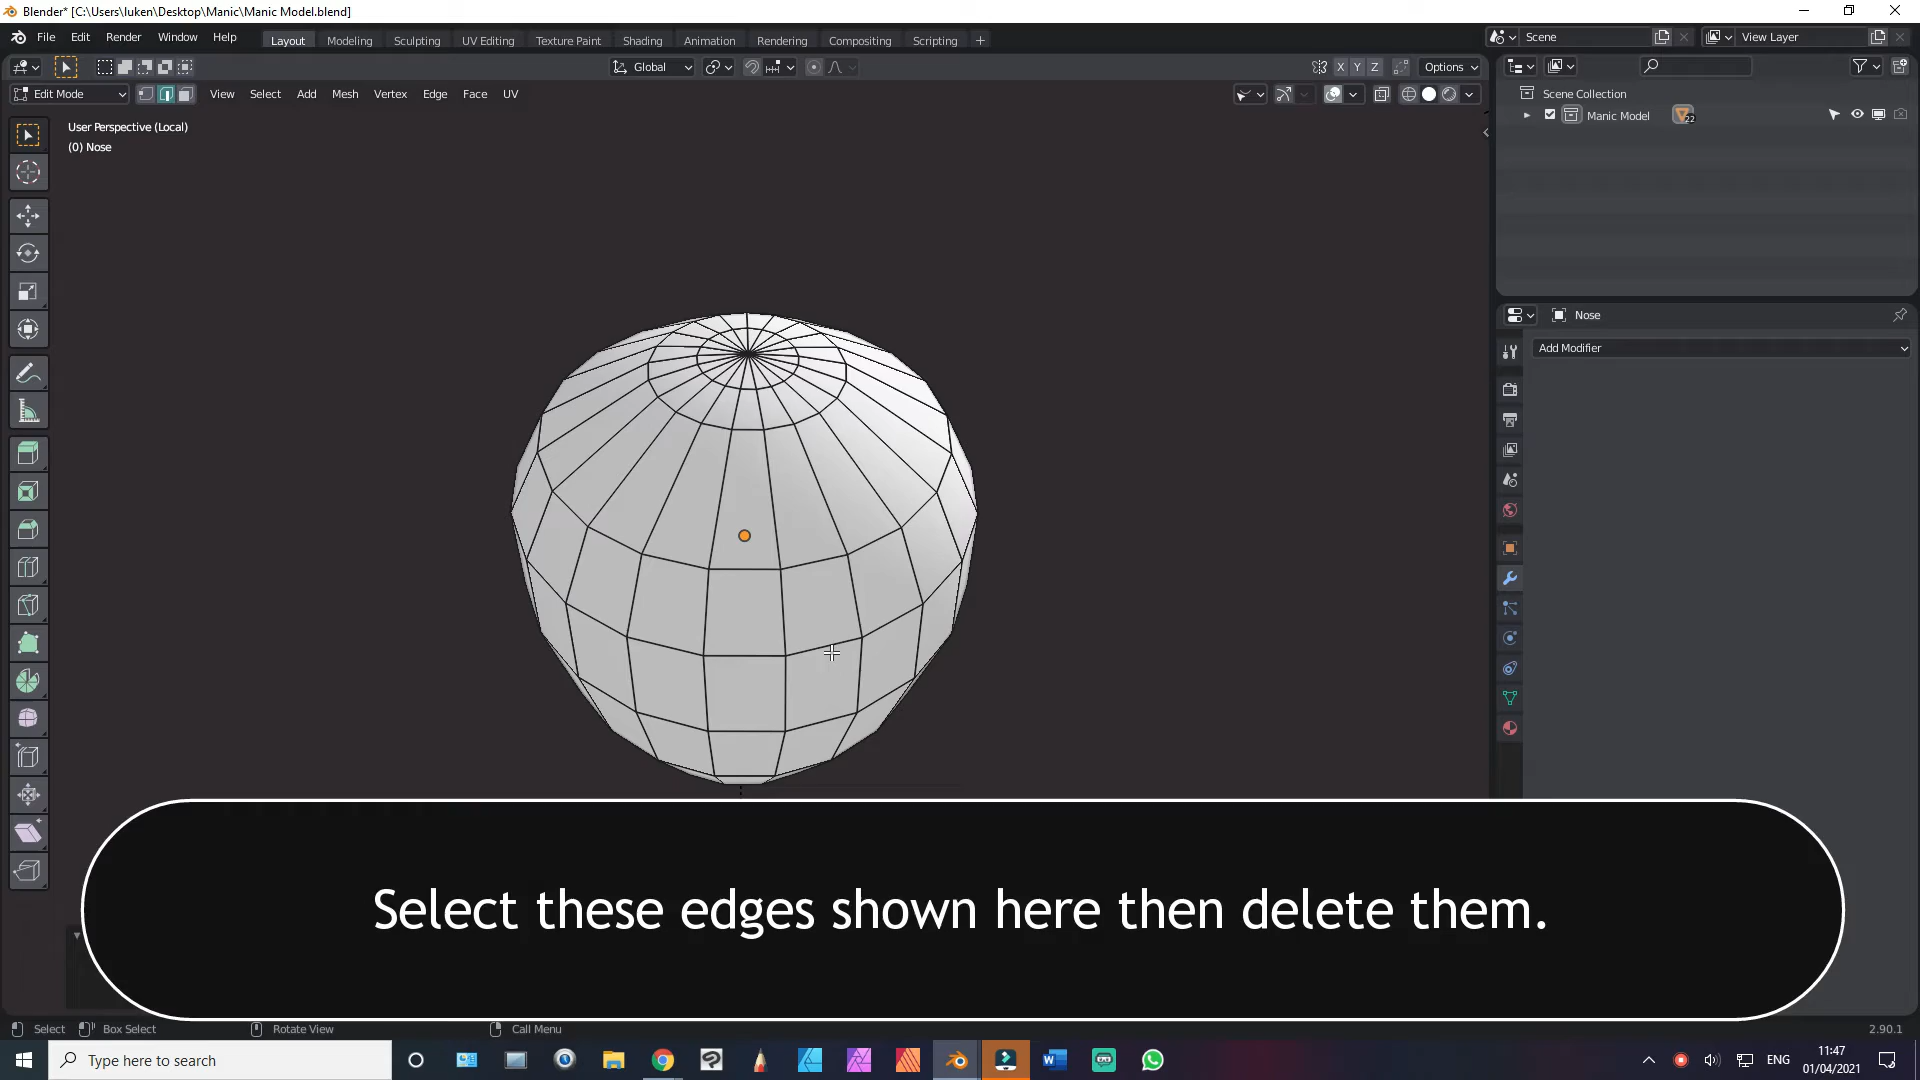 Blender* [C:\Users\luken\Desktop\Manic\Manic Model.blend]
File Edit Render Window Help
Layout Modeling Sculpting UV Editing Texture Paint Shading Animation Rendering Compositing Scripting
Scene
View Layer
Global
X Y Z
Options
Edit Mode
View Select Add Mesh Vertex Edge Face UV
Scene Collection
Manic Model
22
User Perspective (Local)
(0) Nose
Nose
Add Modifier
Select these edges shown here then delete them.
Select
Box Select
Rotate View
Call Menu
2.90.1
Type here to search
ENG
11:47
01/04/2021